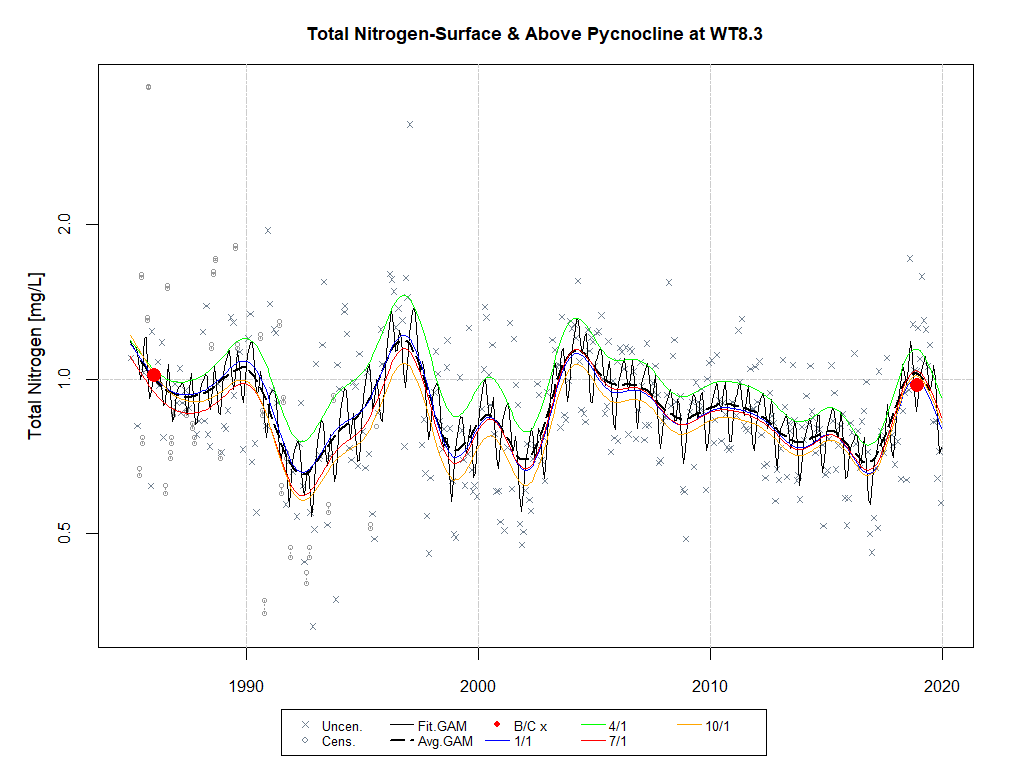 Total Nitrogen-Surface & Above Pycnocline at WT8.3
Total Nitrogen [mg/L]
2.0
1.0
0.5
1990 2000 2010 2020
Uncen. Fit.GAM B/C x 4/1 10/1
Cens. Avg.GAM 1/1 7/1